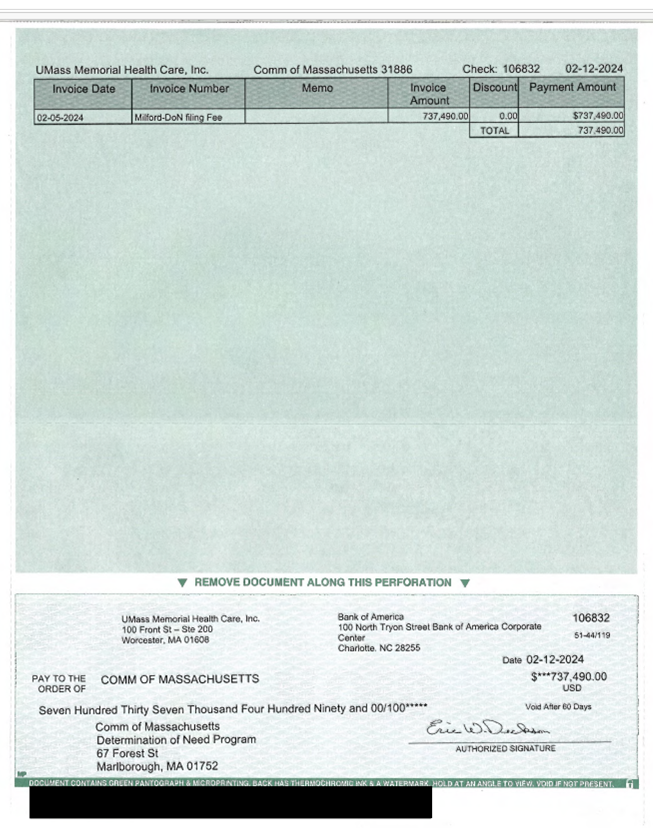 UMass Memorial Health Care, Inc. Comm of Massachusetts 31886 Check: 106832 02-12-2024
Invoice Date Invoice Number Memo Invoice Amount Discount Payment Amount
02-05-2024 Milford-DoN filing Fee 737,490.00 0.00 $737,490.00
TOTAL 737,490.00
▼ REMOVE DOCUMENT ALONG THIS PERFORATION ▼
UMass Memorial Health Care, Inc.
100 Front St – Ste 200
Worcester, MA 01608
Bank of America
100 North Tryon Street Bank of America Corporate
Center
Charlotte, NC 28255
106832
51-44/119
Date 02-12-2024
PAY TO THE
ORDER OF
COMM OF MASSACHUSETTS
$***737,490.00
USD
Seven Hundred Thirty Seven Thousand Four Hundred Ninety and 00/100*****
Void After 60 Days
Comm of Massachusetts
Determination of Need Program
67 Forest St
Marlborough, MA 01752
Eric W. Dickson
AUTHORIZED SIGNATURE
MP
DOCUMENT CONTAINS GREEN PANTOGRAPH & MICROPRINTING. BACK HAS THERMOCHROMIC INK & A WATERMARK. HOLD AT AN ANGLE TO VIEW. VOID IF NOT PRESENT.